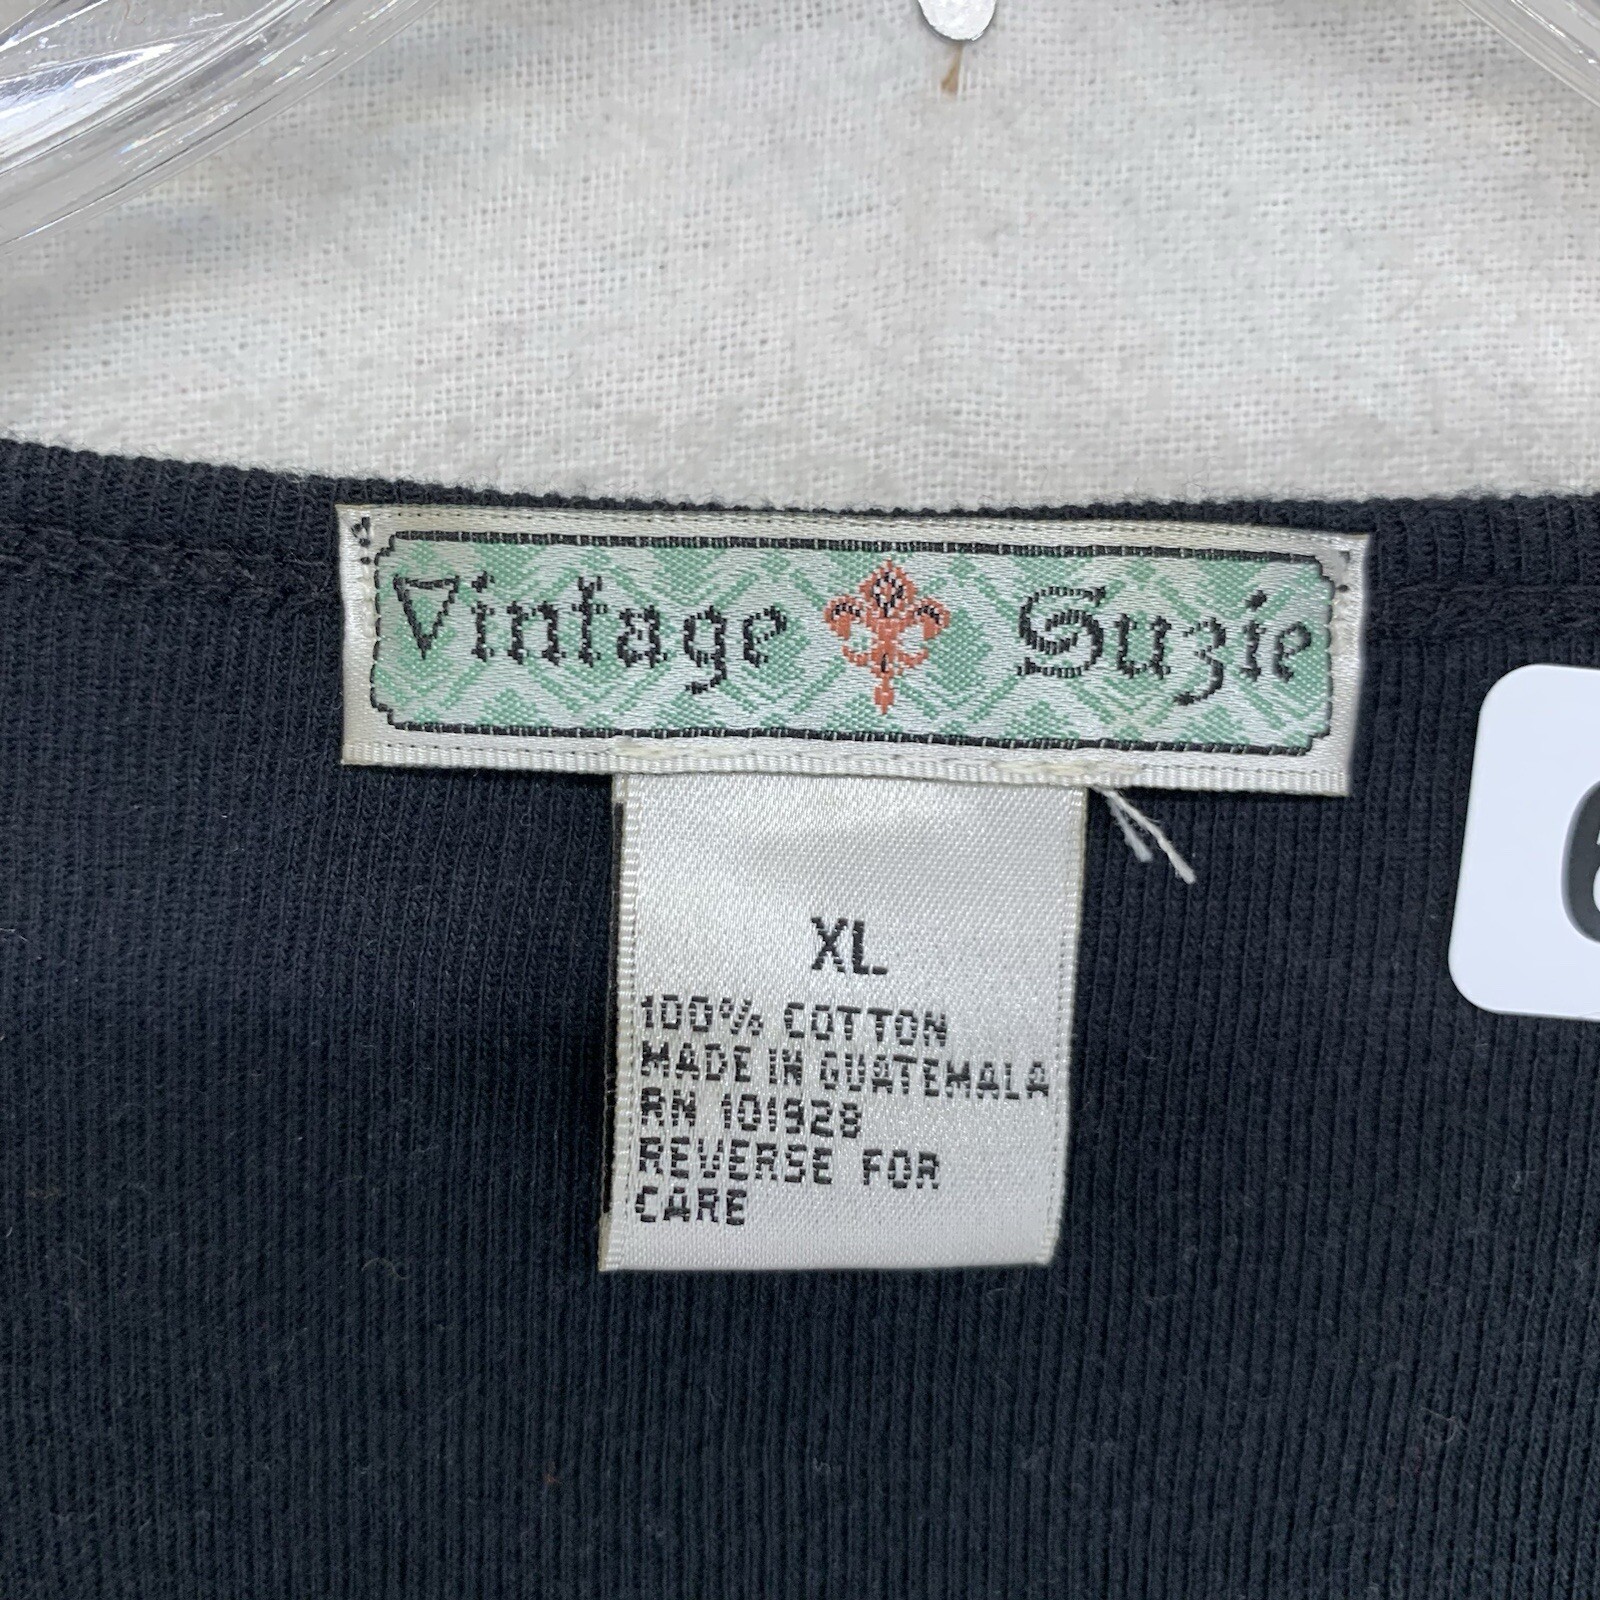 Vintage Suzie
XL
100% COTTON
MADE IN GUATEMALA
RN 101928
REVERSE FOR
CARE